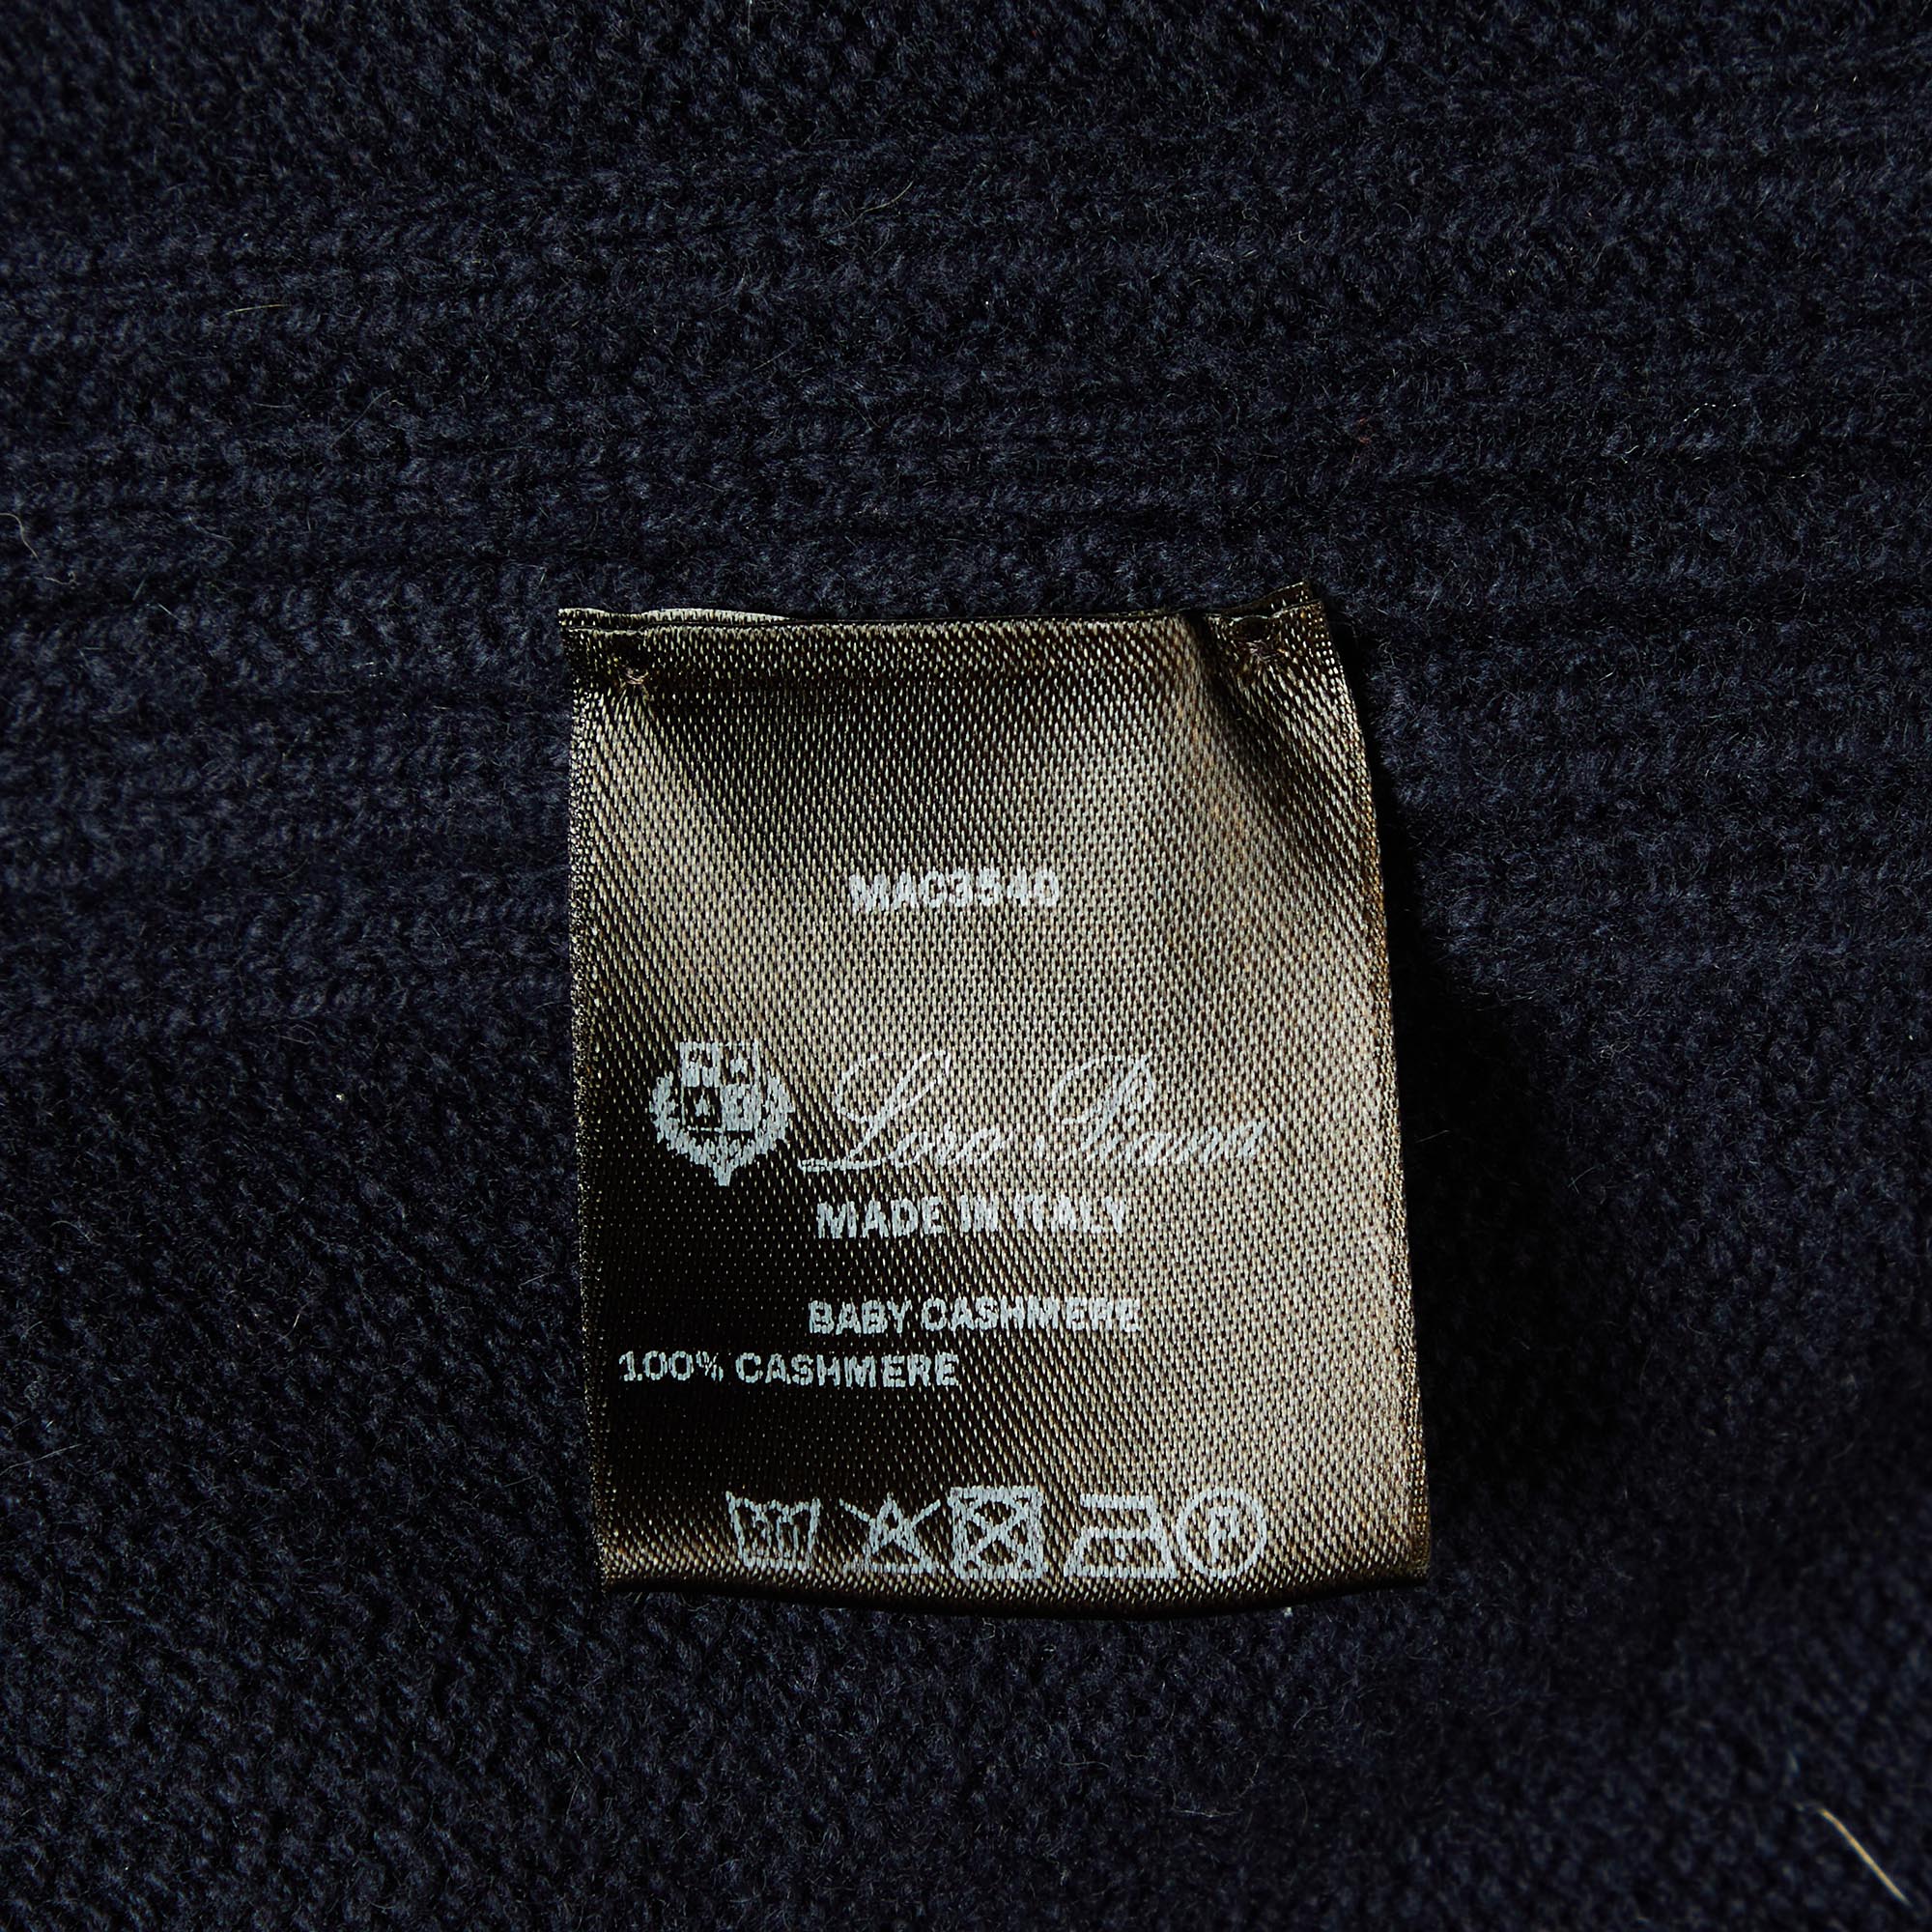 MAC3540
Loro Piana
MADE IN ITALY
BABY CASHMERE
100% CASHMERE
P